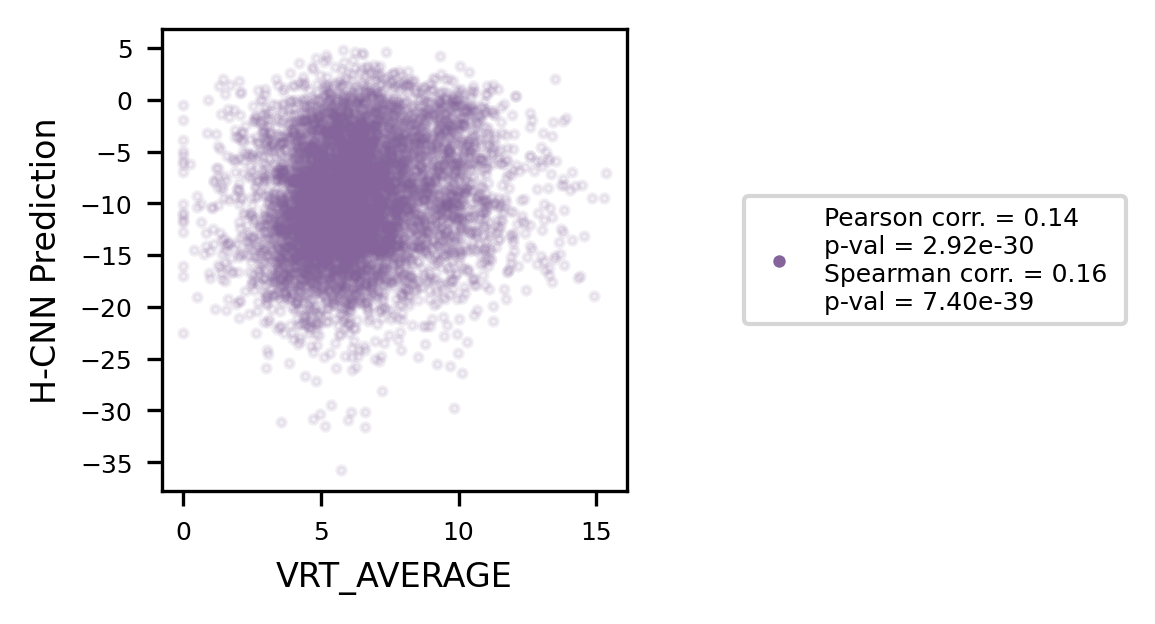 5
0
−5
−10
−15
−20
−25
−30
−35
H-CNN Prediction
0 5 10 15
VRT_AVERAGE
Pearson corr. = 0.14
p-val = 2.92e-30
Spearman corr. = 0.16
p-val = 7.40e-39